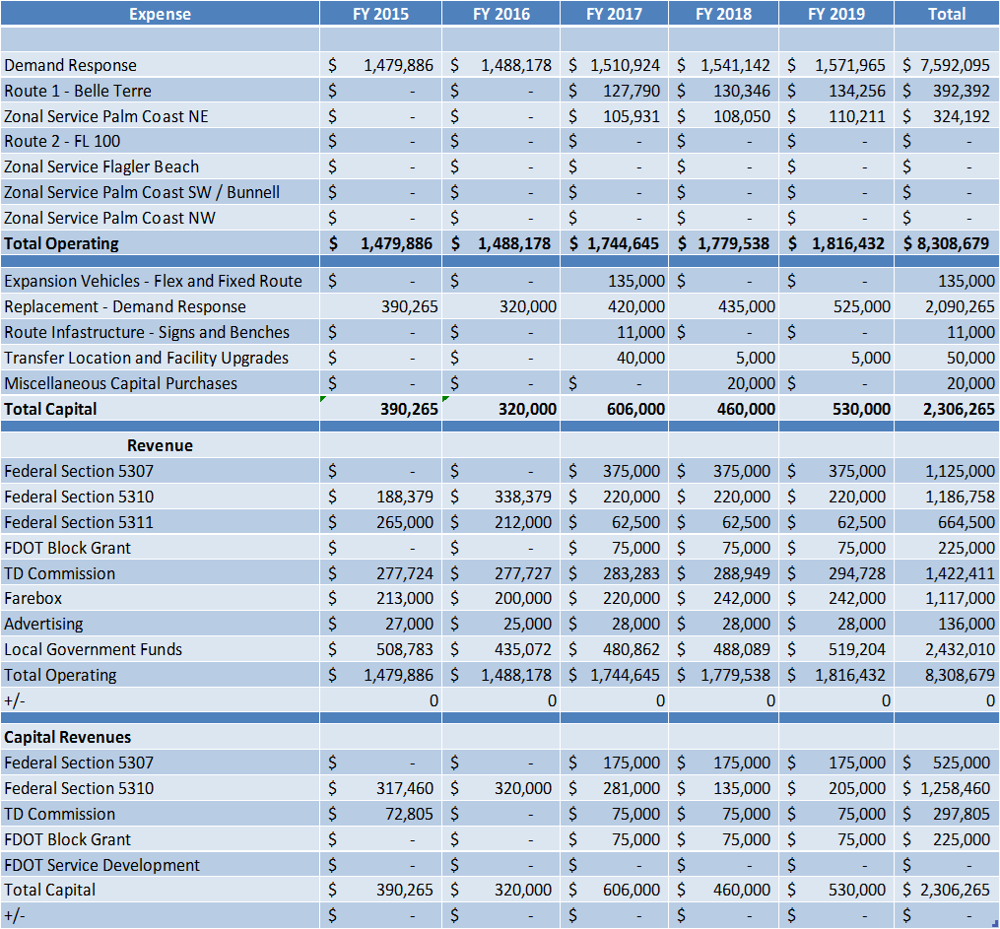 Expense FY 2015 FY 2016 FY 2017 FY 2018 FY 2019 Total
Demand Response $ 1,479,886 $ 1,488,178 $ 1,510,924 $ 1,541,142 $ 1,571,965 $ 7,592,095
Route 1 - Belle Terre $ - $ - $ 127,790 $ 130,346 $ 134,256 $ 392,392
Zonal Service Palm Coast NE $ - $ - $ 105,931 $ 108,050 $ 110,211 $ 324,192
Route 2 - FL 100 $ - $ - $ - $ - $ - $ -
Zonal Service Flagler Beach $ - $ - $ - $ - $ - $ -
Zonal Service Palm Coast SW / Bunnell $ - $ - $ - $ - $ - $ -
Zonal Service Palm Coast NW $ - $ - $ - $ - $ - $ -
Total Operating $ 1,479,886 $ 1,488,178 $ 1,744,645 $ 1,779,538 $ 1,816,432 $ 8,308,679
Expansion Vehicles - Flex and Fixed Route $ - $ - 135,000 $ - $ - 135,000
Replacement - Demand Response 390,265 320,000 420,000 435,000 525,000 2,090,265
Route Infastructure - Signs and Benches $ - $ - 11,000 $ - $ - 11,000
Transfer Location and Facility Upgrades $ - $ - 40,000 5,000 5,000 50,000
Miscellaneous Capital Purchases $ - $ - $ - 20,000 $ - 20,000
Total Capital 390,265 320,000 606,000 460,000 530,000 2,306,265
Revenue
Federal Section 5307 $ - $ - $ 375,000 $ 375,000 $ 375,000 1,125,000
Federal Section 5310 $ 188,379 $ 338,379 $ 220,000 $ 220,000 $ 220,000 1,186,758
Federal Section 5311 $ 265,000 $ 212,000 $ 62,500 $ 62,500 $ 62,500 664,500
FDOT Block Grant $ - $ - $ 75,000 $ 75,000 $ 75,000 225,000
TD Commission $ 277,724 $ 277,727 $ 283,283 $ 288,949 $ 294,728 1,422,411
Farebox $ 213,000 $ 200,000 $ 220,000 $ 242,000 $ 242,000 1,117,000
Advertising $ 27,000 $ 25,000 $ 28,000 $ 28,000 $ 28,000 136,000
Local Government Funds $ 508,783 $ 435,072 $ 480,862 $ 488,089 $ 519,204 2,432,010
Total Operating $ 1,479,886 $ 1,488,178 $ 1,744,645 $ 1,779,538 $ 1,816,432 8,308,679
+/- 0 0 0 0 0 0
Capital Revenues
Federal Section 5307 $ - $ - $ 175,000 $ 175,000 $ 175,000 $ 525,000
Federal Section 5310 $ 317,460 $ 320,000 $ 281,000 $ 135,000 $ 205,000 $ 1,258,460
TD Commission $ 72,805 $ - $ 75,000 $ 75,000 $ 75,000 $ 297,805
FDOT Block Grant $ - $ - $ 75,000 $ 75,000 $ 75,000 $ 225,000
FDOT Service Development $ - $ - $ - $ - $ - $ -
Total Capital $ 390,265 $ 320,000 $ 606,000 $ 460,000 $ 530,000 $ 2,306,265
+/- $ - $ - $ - $ - $ - $ -